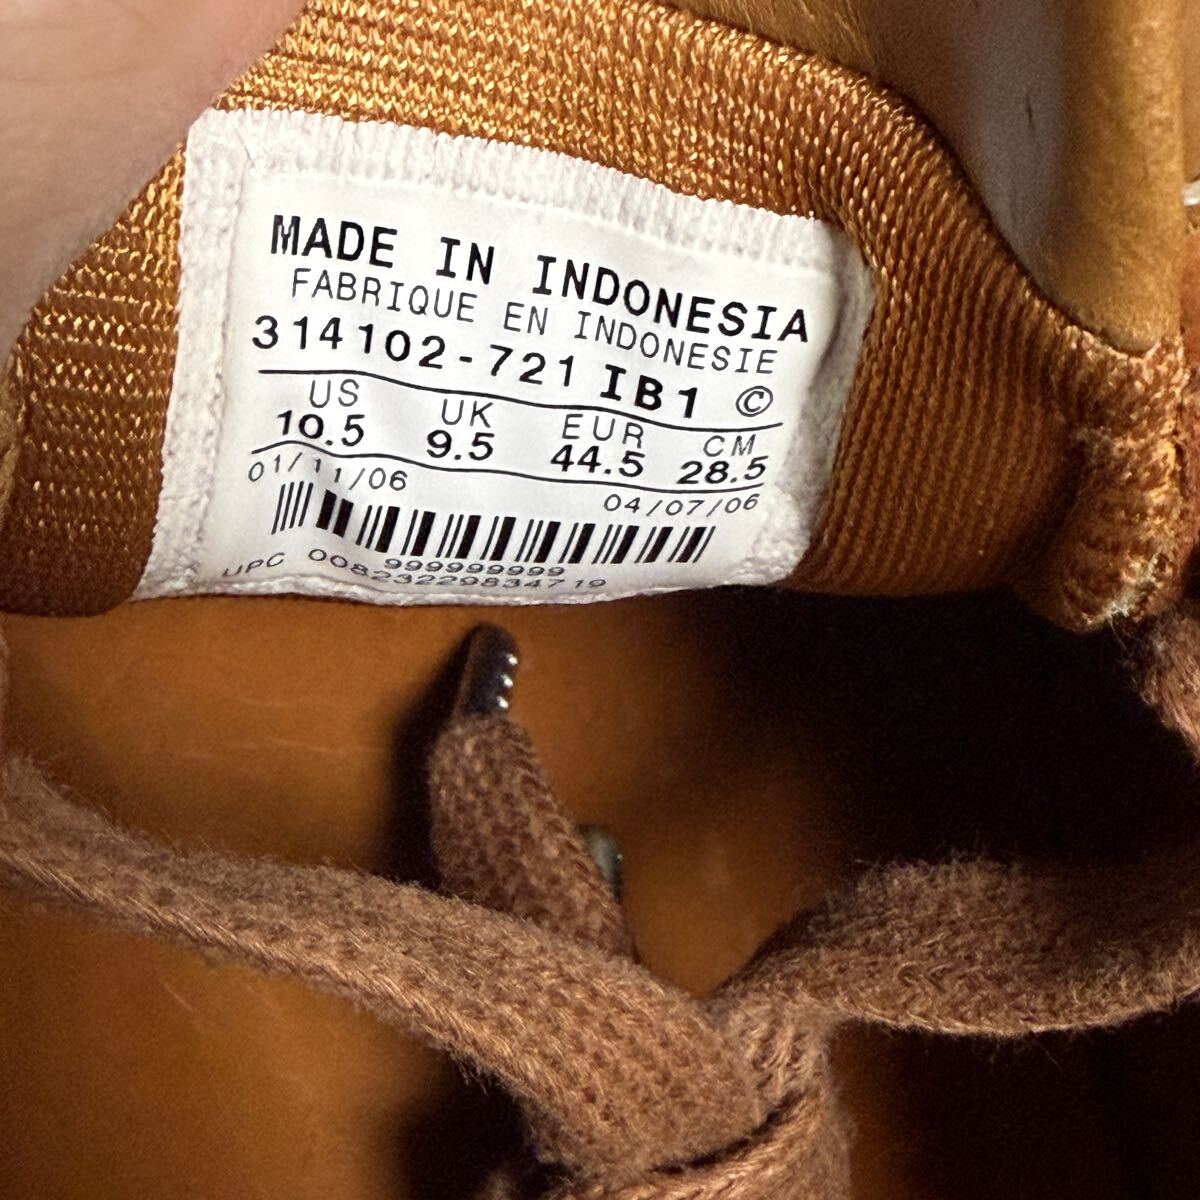 MADE IN INDONESIA
FABRIQUE EN INDONESIE
314102-721 IB1 ©
US UK EUR CM
10.5 9.5 44.5 28.5
01/11/06 04/07/06
999999999
UPC 00823229834719